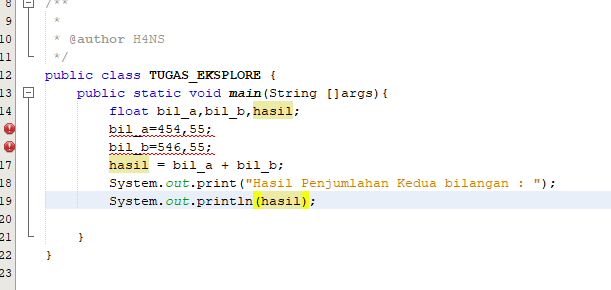 8 /**
9 *
10 * @author H4NS
11 */
12 public class TUGAS_EKSPLORE {
13 public static void main(String []args){
14 float bil_a,bil_b,hasil;
bil_a=454,55;
bil_b=546,55;
17 hasil = bil_a + bil_b;
18 System.out.print("Hasil Penjumlahan Kedua bilangan : ");
19 System.out.println(hasil);
20
21 }
22 }
23